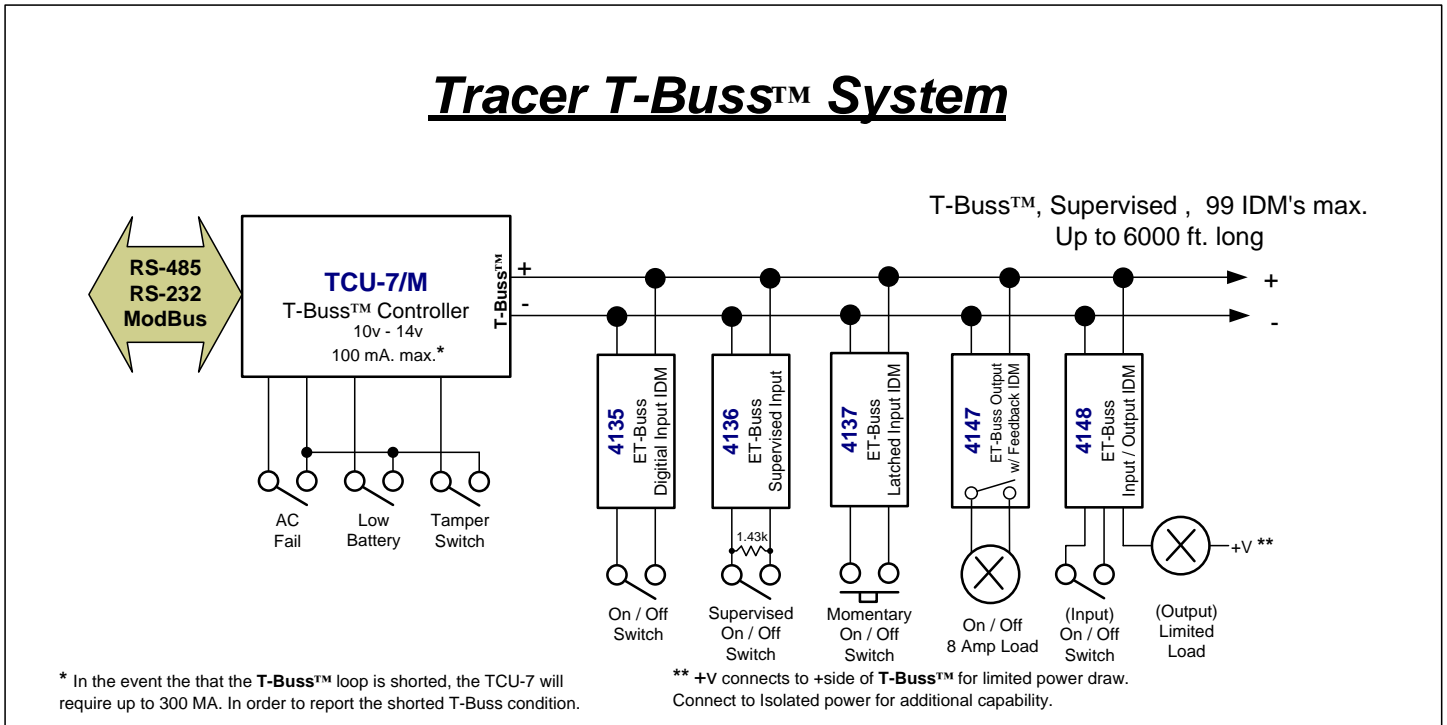 Tracer T-Buss™ System
T-Buss™, Supervised , 99 IDM's max.
Up to 6000 ft. long
RS-485
RS-232
ModBus
TCU-7/M
T-Buss™ Controller
10v - 14v
100 mA. max.*
T-Buss™
+
-
+
-
4135
ET-Buss
Digitial Input IDM
4136
ET-Buss
Supervised Input
4137
ET-Buss
Latched Input IDM
4147
ET-Buss Output
w/ Feedback IDM
4148
ET-Buss
Input / Output IDM
AC
Fail
Low
Battery
Tamper
Switch
1.43k
+V **
On / Off
Switch
Supervised
On / Off
Switch
Momentary
On / Off
Switch
On / Off
8 Amp Load
(Input)
On / Off
Switch
(Output)
Limited
Load
* In the event the that the T-Buss™ loop is shorted, the TCU-7 will
require up to 300 MA. In order to report the shorted T-Buss condition.
** +V connects to +side of T-Buss™ for limited power draw.
Connect to Isolated power for additional capability.